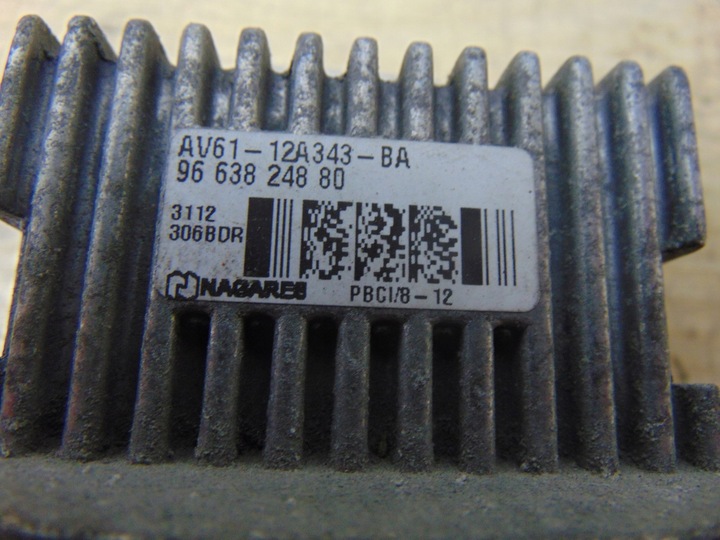 AV61-12A343-BA
96 638 248 80
3112
306BDR
NAGARES PBCI/8-12